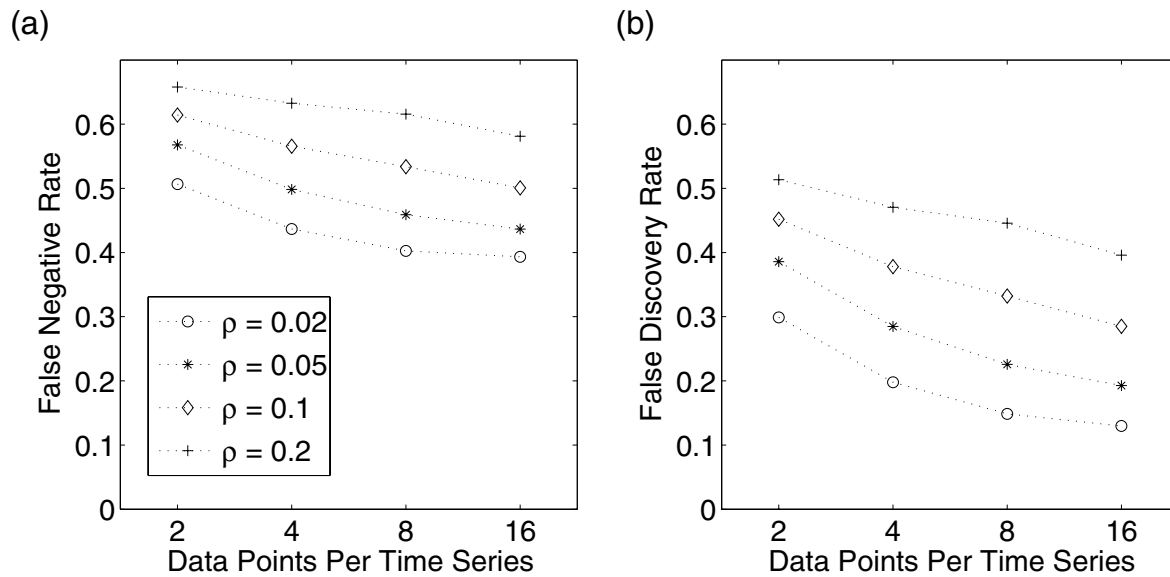 (a)
False Negative Rate
0.6
0.5
0.4
0.3
0.2
0.1
0
ρ = 0.02
ρ = 0.05
ρ = 0.1
ρ = 0.2
2 4 8 16
Data Points Per Time Series
(b)
False Discovery Rate
0.6
0.5
0.4
0.3
0.2
0.1
0
2 4 8 16
Data Points Per Time Series